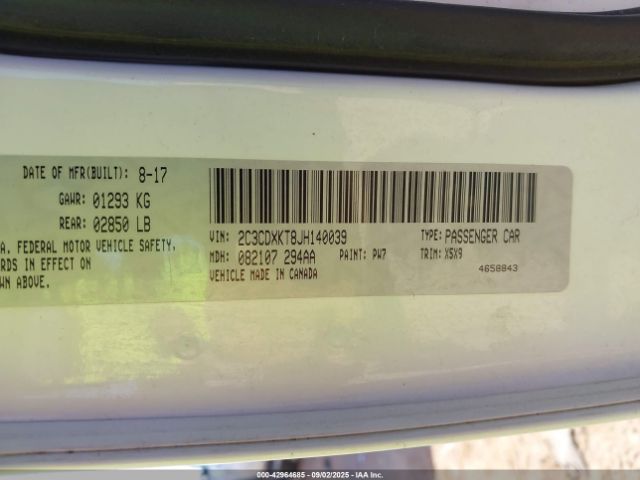 DATE OF MFR(BUILT): 8-17
GAWR: 01293 KG
REAR: 02850 LB
A. FEDERAL MOTOR VEHICLE SAFETY,
RDS IN EFFECT ON
WN ABOVE.
VIN: 2C3CDXKT8JH140039 TYPE: PASSENGER CAR
MDH: 082107 294AA PAINT: PW7 TRIM: X5X9
VEHICLE MADE IN CANADA
4658843
000-42964685 - 09/02/2025 - IAA Inc.